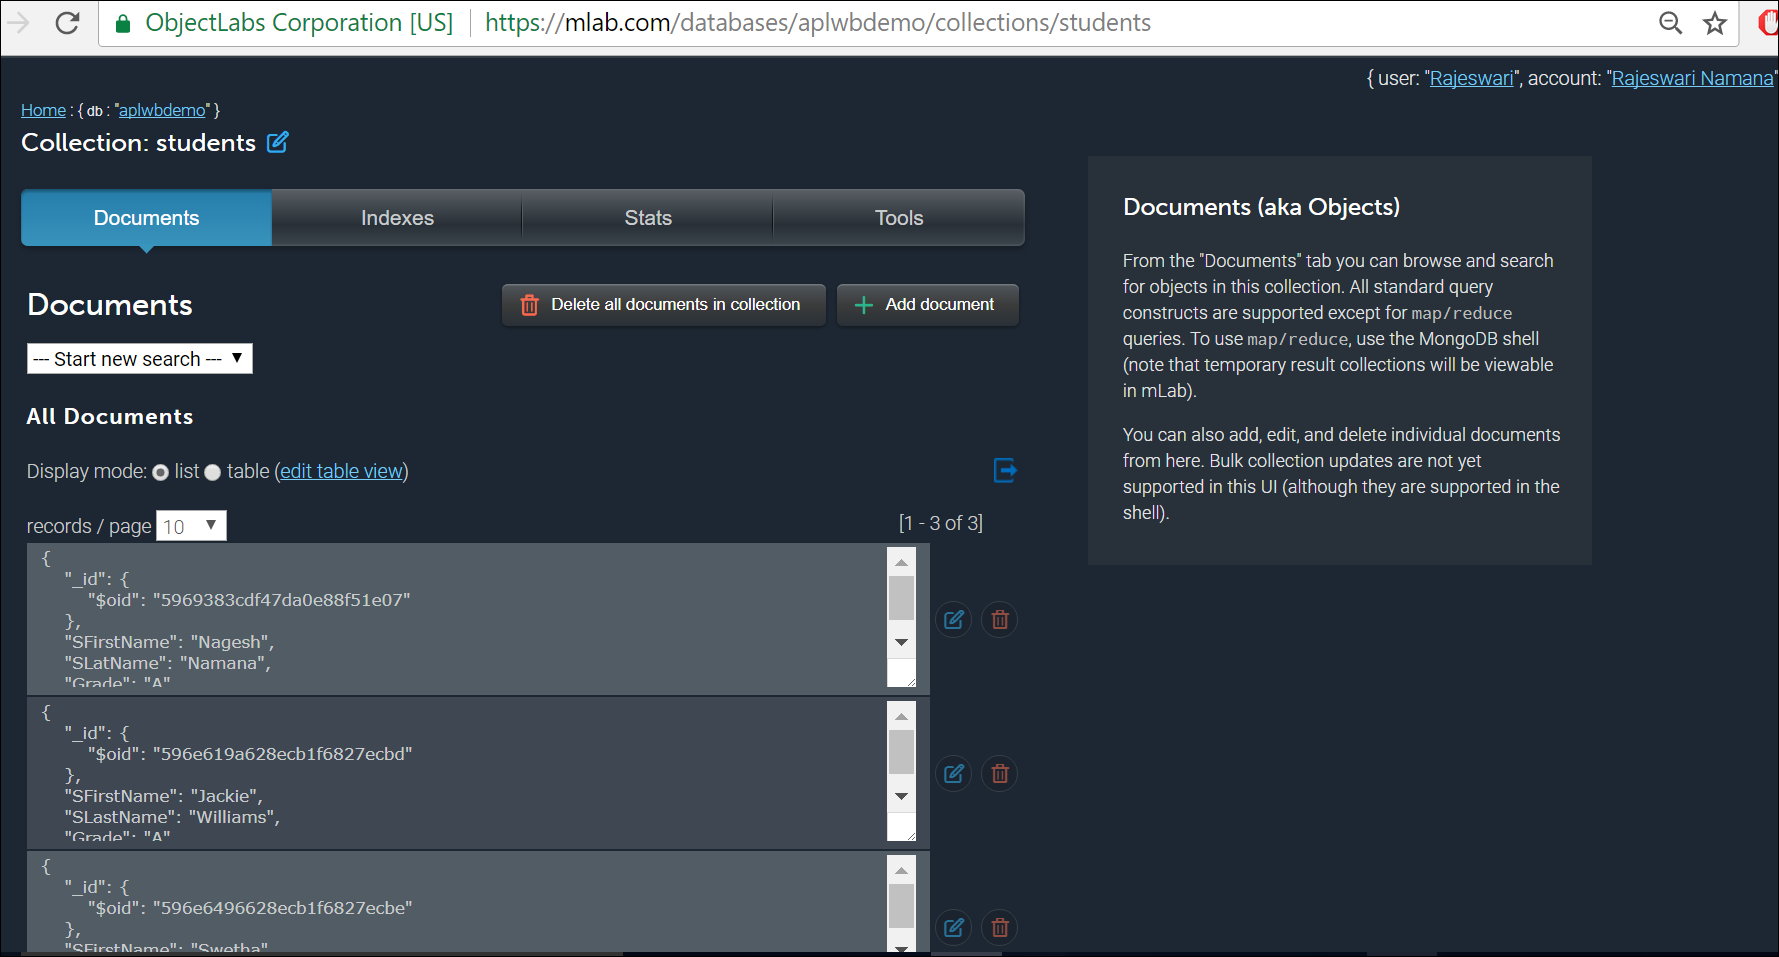 ObjectLabs Corporation [US] https://mlab.com/databases/aplwbdemo/collections/students
{ user: "Rajeswari", account: "Rajeswari Namana"
Home : { db : "aplwbdemo" }
Collection: students
Documents Indexes Stats Tools
Documents
Delete all documents in collection
Add document
--- Start new search ---
All Documents
Display mode: list table (edit table view)
records / page 10
[1 - 3 of 3]
{
"_id": {
"$oid": "5969383cdf47da0e88f51e07"
},
"SFirstName": "Nagesh",
"SLatName": "Namana",
"Grade": "A"
{
"_id": {
"$oid": "596e619a628ecb1f6827ecbd"
},
"SFirstName": "Jackie",
"SLastName": "Williams",
"Grade": "A"
{
"_id": {
"$oid": "596e6496628ecb1f6827ecbe"
},
"SFirstName": "Swetha"
Documents (aka Objects)
From the "Documents" tab you can browse and search
for objects in this collection. All standard query
constructs are supported except for map/reduce
queries. To use map/reduce, use the MongoDB shell
(note that temporary result collections will be viewable
in mLab).
You can also add, edit, and delete individual documents
from here. Bulk collection updates are not yet
supported in this UI (although they are supported in the
shell).